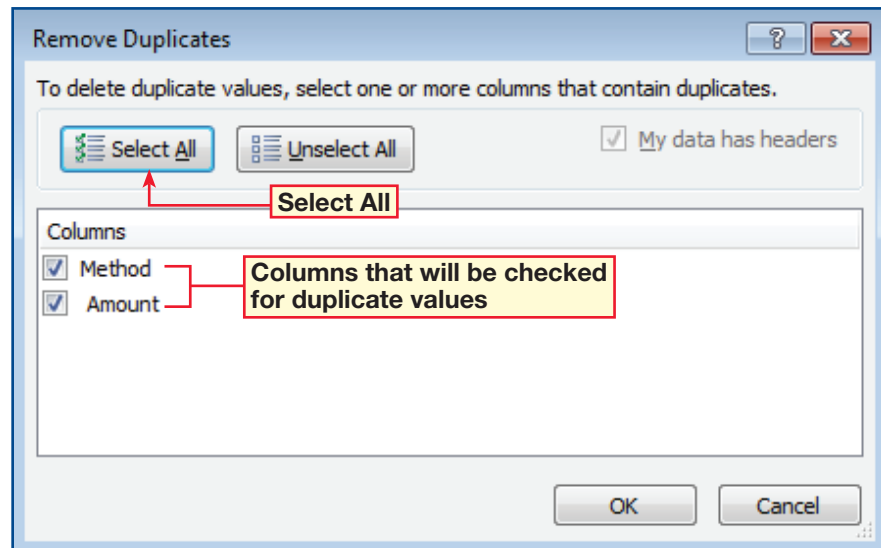 Remove Duplicates
To delete duplicate values, select one or more columns that contain duplicates.
Select All
Unselect All
My data has headers
Select All
Columns
Method
Amount
Columns that will be checked
for duplicate values
OK
Cancel